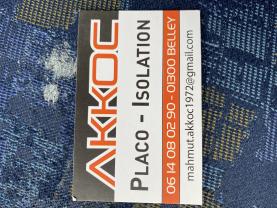 AKKOC
PLACO - ISOLATION
06 14 08 02 90 - 01300 BELLEY
mahmut.akkoc1972@gmail.com